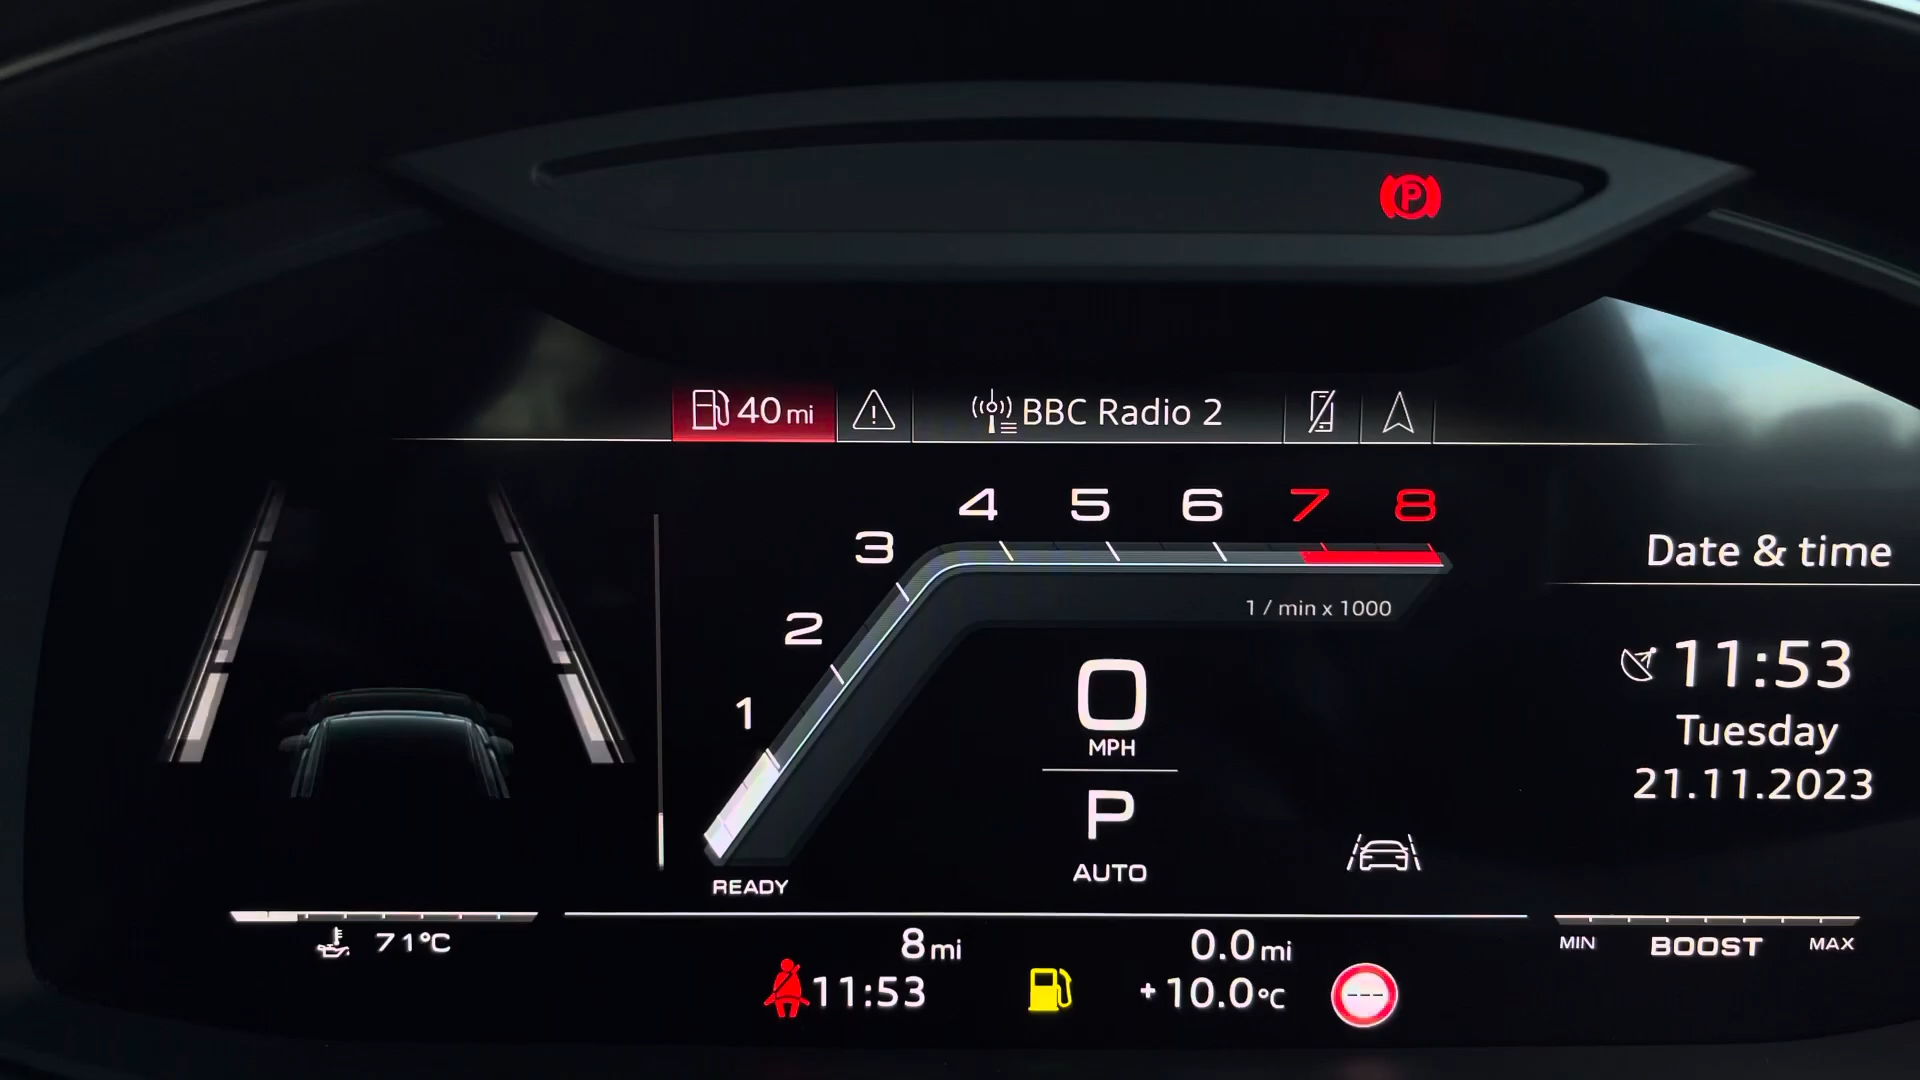 P
40 mi
BBC Radio 2
1 2 3 4 5 6 7 8
1 / min x 1000
0
MPH
P
AUTO
READY
Date & time
11:53
Tuesday
21.11.2023
71°C
8 mi
0.0 mi
MIN BOOST MAX
11:53
+10.0°C
---